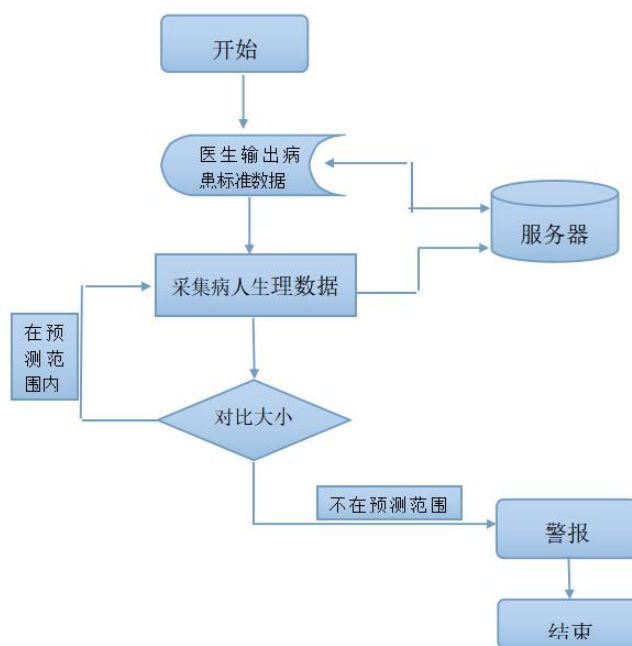 开始
医生输出病
患标准数据
服务器
采集病人生理数据
在预
测范
围内
对比大小
不在预测范围
警报
结束